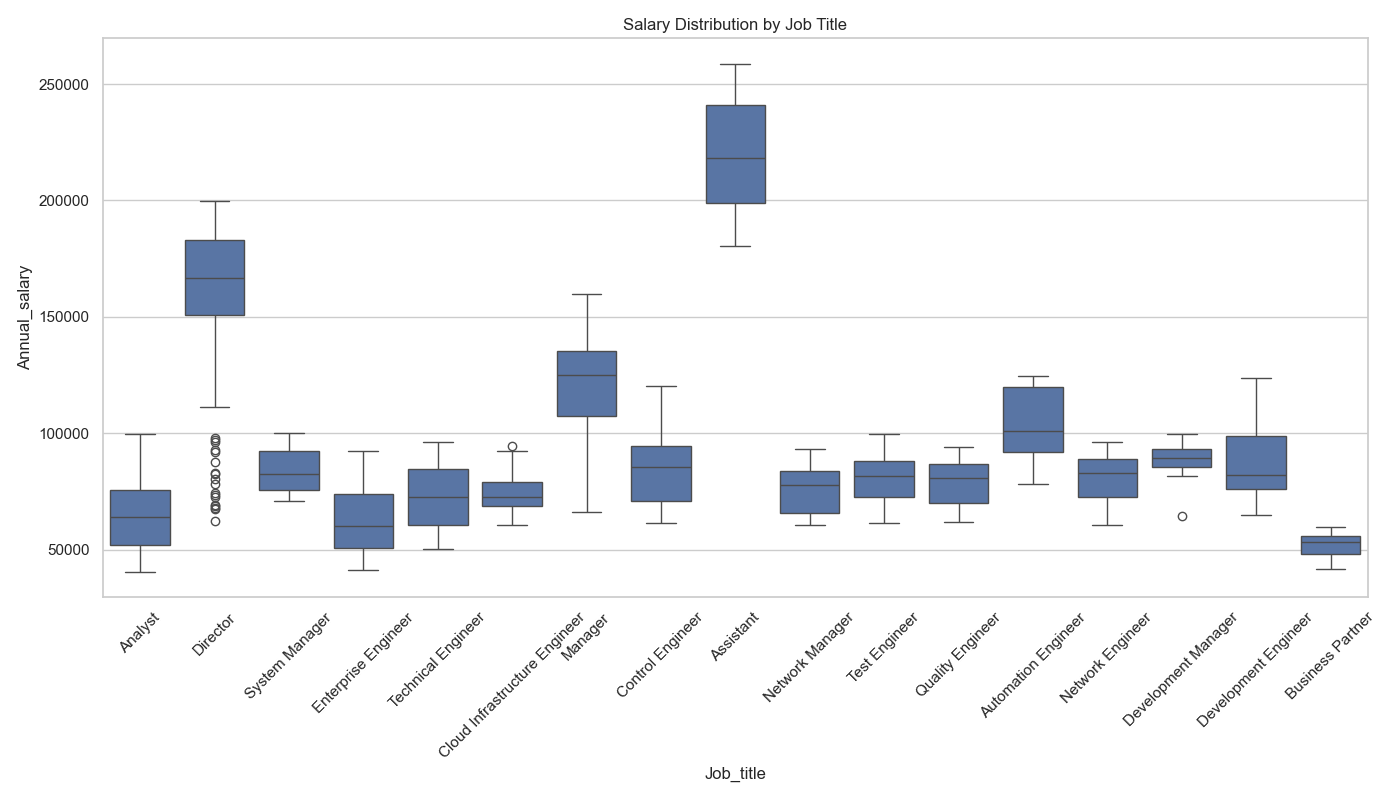 Salary Distribution by Job Title
Annual_salary
250000
200000
150000
100000
50000
Analyst
Director
System Manager
Enterprise Engineer
Technical Engineer
Cloud Infrastructure Engineer
Manager
Control Engineer
Assistant
Network Manager
Test Engineer
Quality Engineer
Automation Engineer
Network Engineer
Development Manager
Development Engineer
Business Partner
Job_title